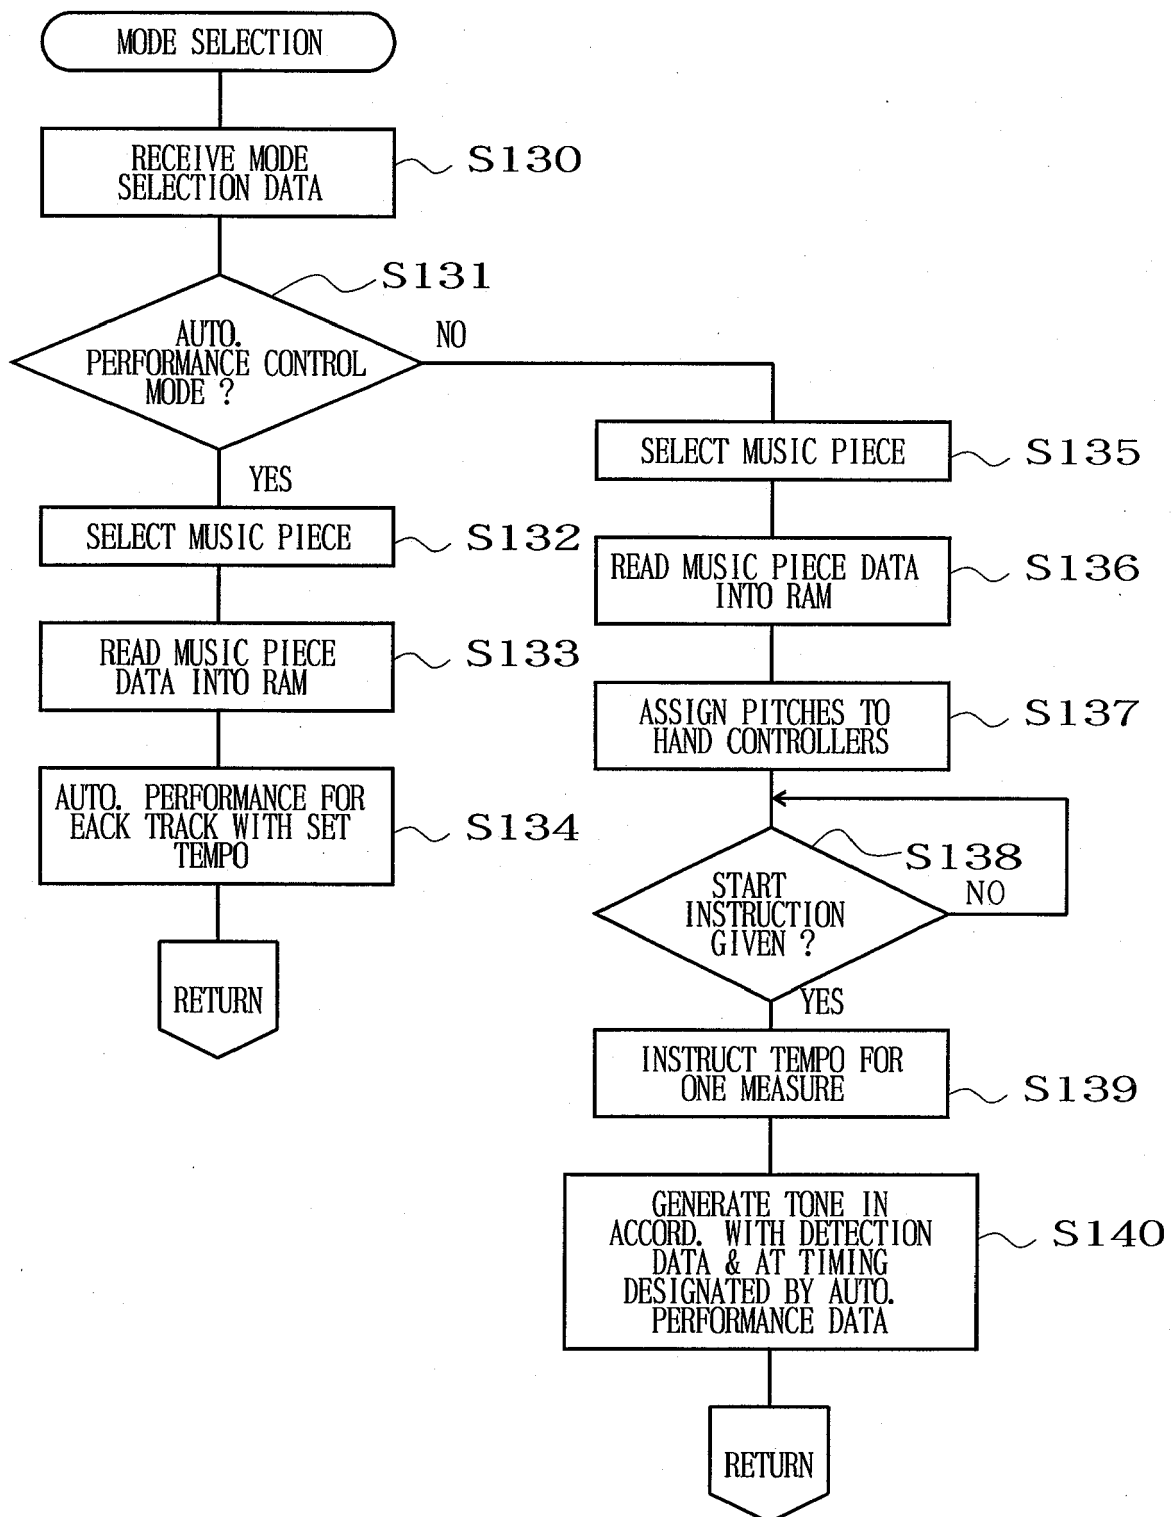 MODE SELECTION
RECEIVE MODE
SELECTION DATA
S130
S131
AUTO.
PERFORMANCE CONTROL
MODE ?
NO
YES
SELECT MUSIC PIECE
S132
READ MUSIC PIECE
DATA INTO RAM
S133
AUTO. PERFORMANCE FOR
EACK TRACK WITH SET
TEMPO
S134
RETURN
SELECT MUSIC PIECE
S135
READ MUSIC PIECE DATA
INTO RAM
S136
ASSIGN PITCHES TO
HAND CONTROLLERS
S137
S138
START
INSTRUCTION
GIVEN ?
NO
YES
INSTRUCT TEMPO FOR
ONE MEASURE
S139
GENERATE TONE IN
ACCORD. WITH DETECTION
DATA & AT TIMING
DESIGNATED BY AUTO.
PERFORMANCE DATA
S140
RETURN